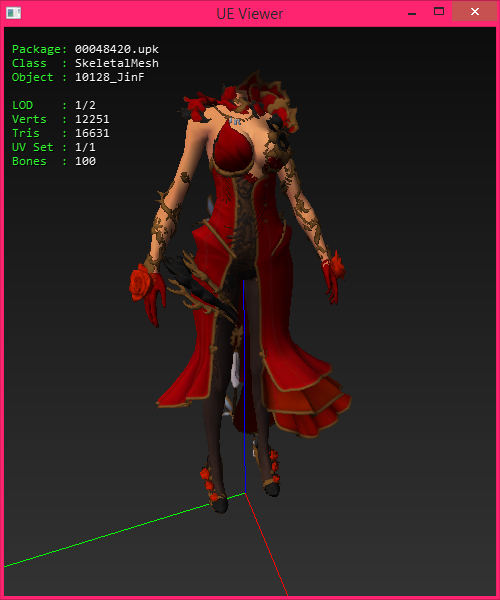 UE Viewer
Package: 00048420.upk
Class  : SkeletalMesh
Object : 10128_JinF
LOD    : 1/2
Verts  : 12251
Tris   : 16631
UV Set : 1/1
Bones  : 100